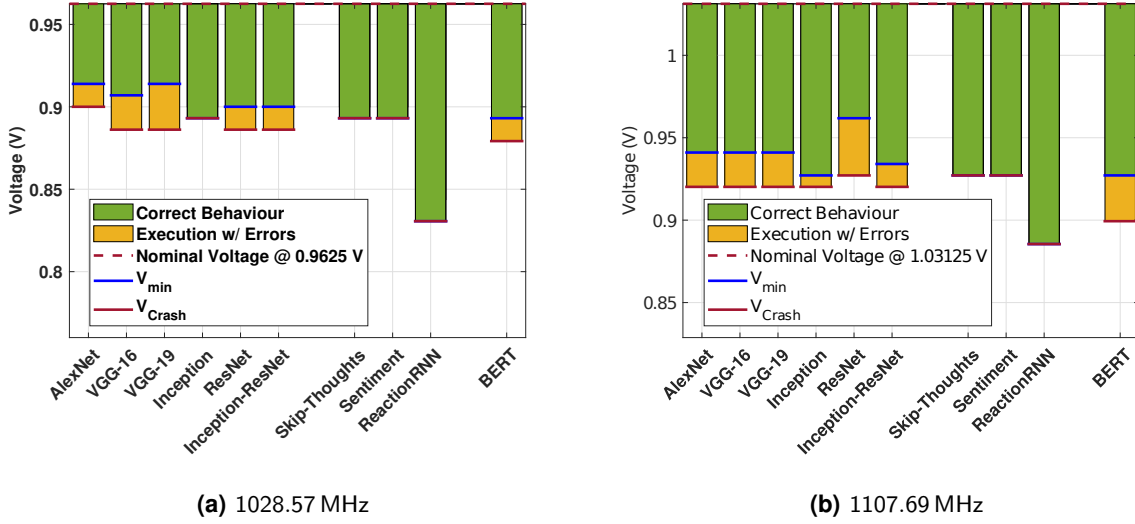 0.95
0.9
0.85
0.8
Voltage (V)
Correct Behaviour
Execution w/ Errors
Nominal Voltage @ 0.9625 V
V_min
V_Crash
AlexNet
VGG-16
VGG-19
Inception
ResNet
Inception-ResNet
Skip-Thoughts
Sentiment
ReactionRNN
BERT
(a) 1028.57 MHz
1
0.95
0.9
0.85
Voltage (V)
Correct Behaviour
Execution w/ Errors
Nominal Voltage @ 1.03125 V
V_min
V_Crash
AlexNet
VGG-16
VGG-19
Inception
ResNet
Inception-ResNet
Skip-Thoughts
Sentiment
ReactionRNN
BERT
(b) 1107.69 MHz